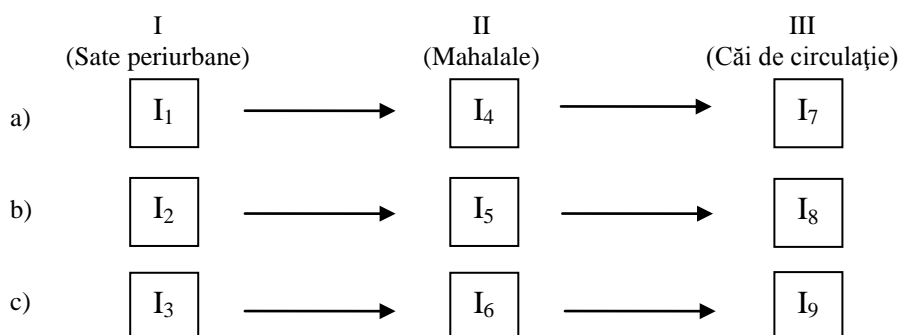 I II III
(Sate periurbane) (Mahalale) (Căi de circulaţie)
a) I₁ I₄ I₇
b) I₂ I₅ I₈
c) I₃ I₆ I₉